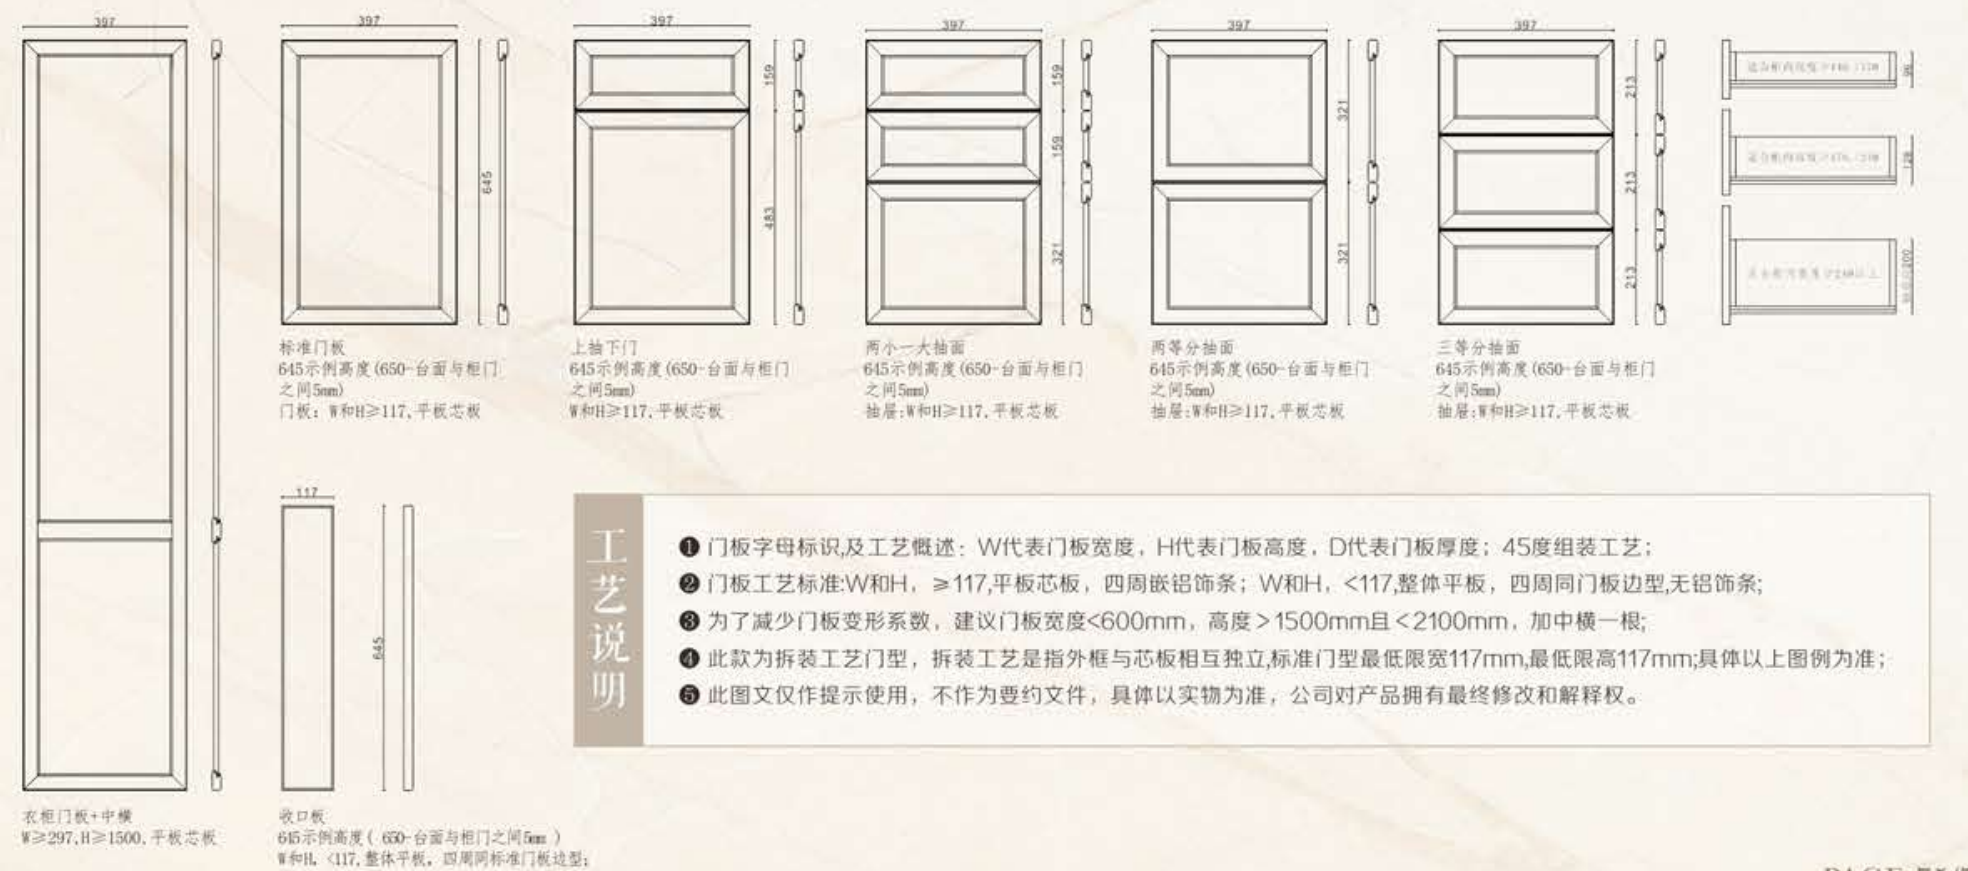 397
397
645
标准门板
645示例高度(650-台面与柜门
之间5mm)
门板：W和H≥117,平板芯板
397
159
483
上抽下门
645示例高度(650-台面与柜门
之间5mm)
W和H≥117,平板芯板
397
159
159
321
两小一大抽面
645示例高度(650-台面与柜门
之间5mm)
抽屉:W和H≥117,平板芯板
397
321
321
两等分抽面
645示例高度(650-台面与柜门
之间5mm)
抽屉:W和H≥117,平板芯板
397
213
213
213
三等分抽面
645示例高度(650-台面与柜门
之间5mm)
抽屉:W和H≥117,平板芯板
96
128
200
衣柜门板+中横
W≥297,H≥1500,平板芯板
117
645
收口板
645示例高度( 650-台面与柜门之间5mm )
W和H, <117,整体平板, 四周同标准门板边型;
工艺说明
❶ 门板字母标识,及工艺慨述：W代表门板宽度，H代表门板高度，D代表门板厚度；45度组装工艺；
❷ 门板工艺标准:W和H，≥117,平板芯板，四周嵌铝饰条；W和H，<117,整体平板，四周同门板边型,无铝饰条;
❸ 为了减少门板变形系数，建议门板宽度<600mm，高度>1500mm且<2100mm，加中横一根;
❹ 此款为拆装工艺门型，拆装工艺是指外框与芯板相互独立,标准门型最低限宽117mm,最低限高117mm;具体以上图例为准；
❺ 此图文仅作提示使用，不作为要约文件，具体以实物为准，公司对产品拥有最终修改和解释权。